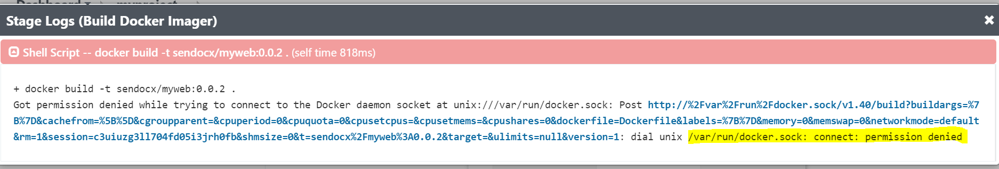 Dashboard myproject
Stage Logs (Build Docker Imager)
Shell Script -- docker build -t sendocx/myweb:0.0.2 . (self time 818ms)
+ docker build -t sendocx/myweb:0.0.2 .
Got permission denied while trying to connect to the Docker daemon socket at unix:///var/run/docker.sock: Post http://%2Fvar%2Frun%2Fdocker.sock/v1.40/build?buildargs=%7
B%7D&cachefrom=%5B%5D&cgroupparent=&cpuperiod=0&cpuquota=0&cpusetcpus=&cpusetmems=&cpushares=0&dockerfile=Dockerfile&labels=%7B%7D&memory=0&memswap=0&networkmode=default
&rm=1&session=c3uiuzg3ll704fd05i3jrh0fb&shmsize=0&t=sendocx%2Fmyweb%3A0.0.2&target=&ulimits=null&version=1: dial unix /var/run/docker.sock: connect: permission denied